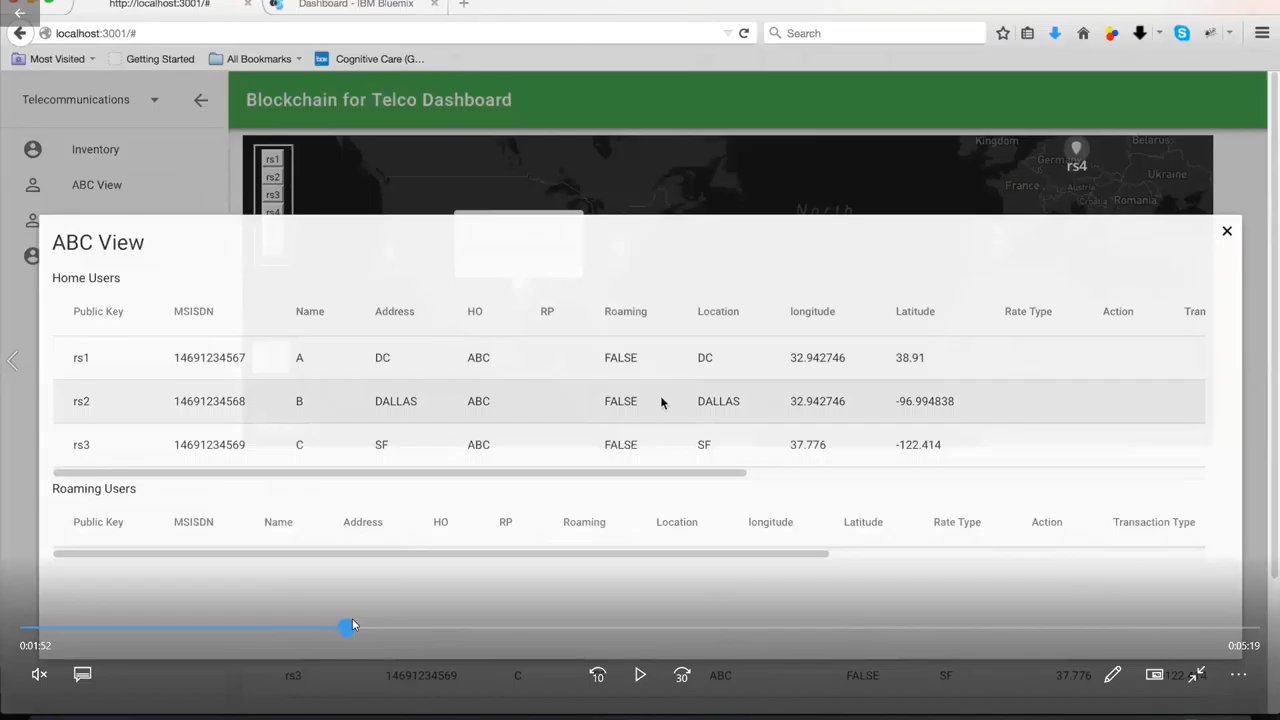 http://localhost:3001/#
Dashboard - IBM Bluemix
localhost:3001/#
Search
Most Visited
Getting Started
All Bookmarks
box
Cognitive Care (G...
Telecommunications
Blockchain for Telco Dashboard
Inventory
ABC View
rs1
rs2
rs3
rs4
North
Kingdom
Belarus
Germ
rs4
Ukraine
France
Austria
Romania
ABC View
Home Users
Public Key MSISDN Name Address HO RP Roaming Location longitude Latitude Rate Type Action Tran
rs1 14691234567 A DC ABC FALSE DC 32.942746 38.91
rs2 14691234568 B DALLAS ABC FALSE DALLAS 32.942746 -96.994838
rs3 14691234569 C SF ABC FALSE SF 37.776 -122.414
Roaming Users
Public Key MSISDN Name Address HO RP Roaming Location longitude Latitude Rate Type Action Transaction Type
0:01:52
0:05:19
10
30
rs3 14691234569 C ABC FALSE SF 37.776